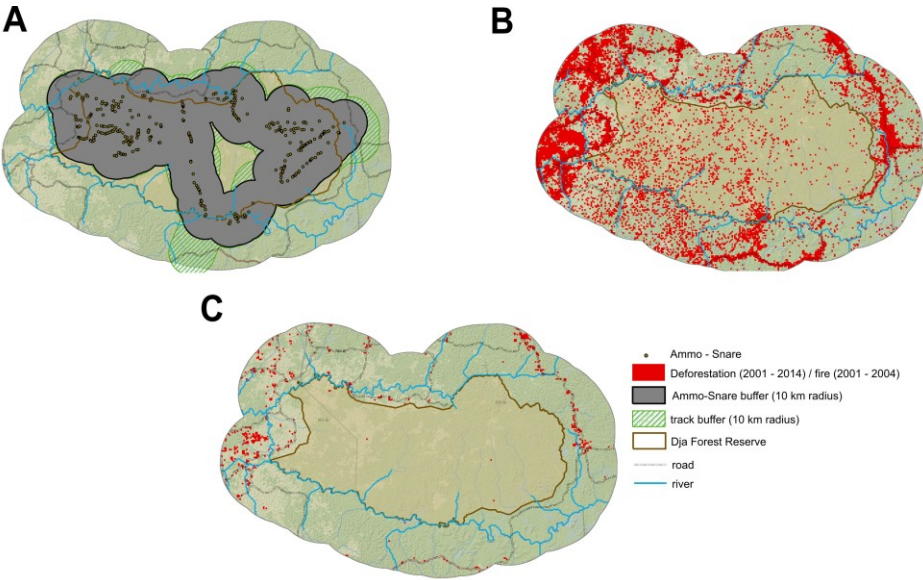 A
B
C
Ammo - Snare
Deforestation (2001 - 2014) / fire (2001 - 2004)
Ammo-Snare buffer (10 km radius)
track buffer (10 km radius)
Dja Forest Reserve
road
river